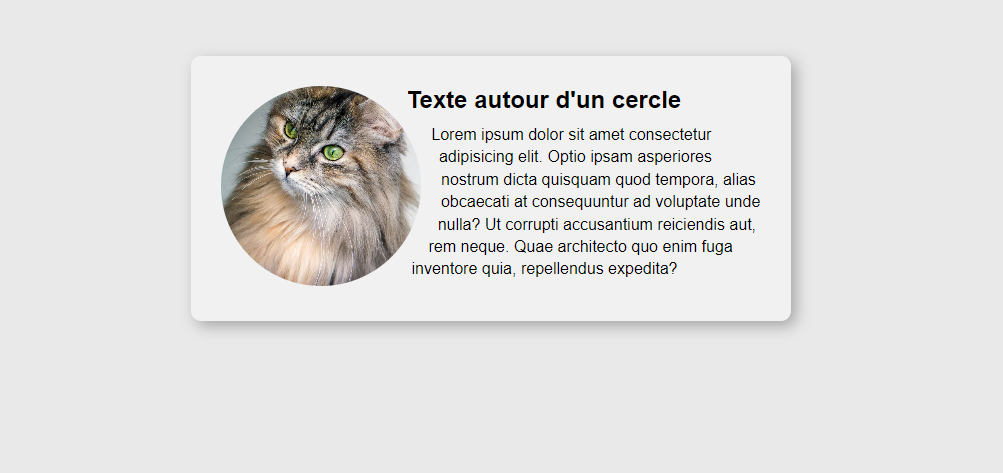 Texte autour d'un cercle
Lorem ipsum dolor sit amet consectetur
adipisicing elit. Optio ipsam asperiores
nostrum dicta quisquam quod tempora, alias
obcaecati at consequuntur ad voluptate unde
nulla? Ut corrupti accusantium reiciendis aut,
rem neque. Quae architecto quo enim fuga
inventore quia, repellendus expedita?